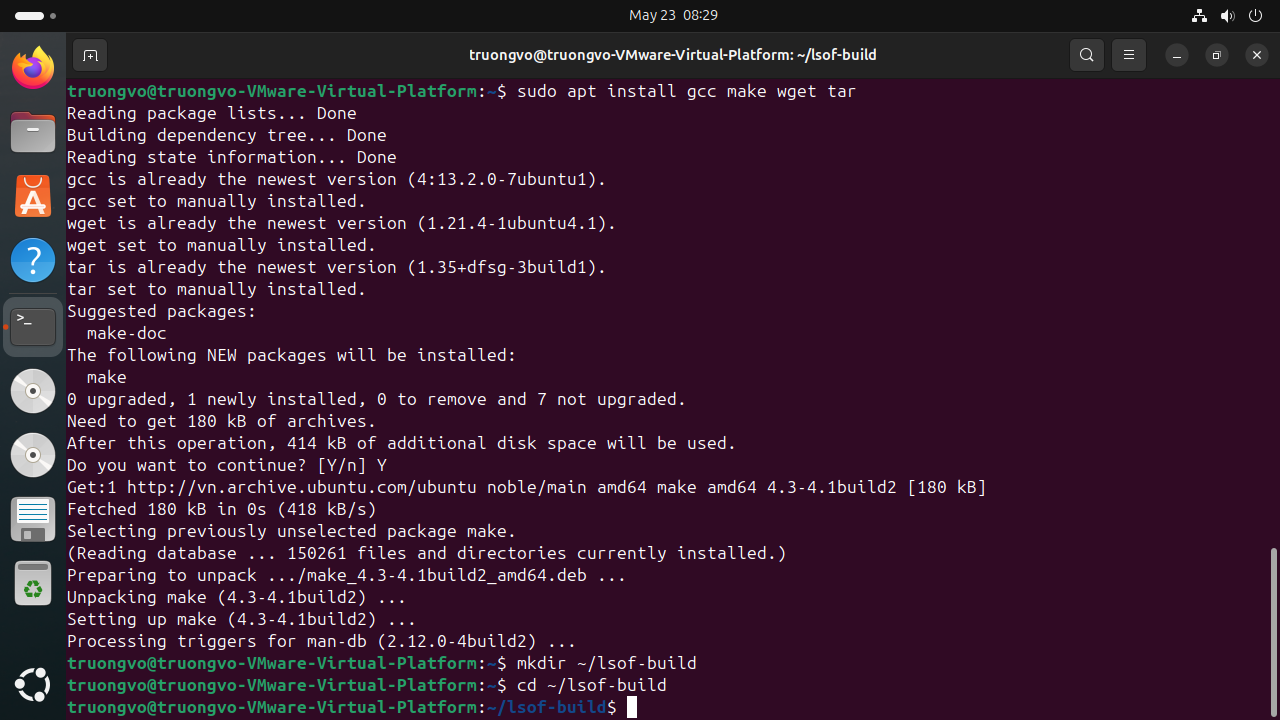 May 23 08:29
truongvo@truongvo-VMware-Virtual-Platform: ~/lsof-build
truongvo@truongvo-VMware-Virtual-Platform:~$ sudo apt install gcc make wget tar
Reading package lists... Done
Building dependency tree... Done
Reading state information... Done
gcc is already the newest version (4:13.2.0-7ubuntu1).
gcc set to manually installed.
wget is already the newest version (1.21.4-1ubuntu4.1).
wget set to manually installed.
tar is already the newest version (1.35+dfsg-3build1).
tar set to manually installed.
Suggested packages:
  make-doc
The following NEW packages will be installed:
  make
0 upgraded, 1 newly installed, 0 to remove and 7 not upgraded.
Need to get 180 kB of archives.
After this operation, 414 kB of additional disk space will be used.
Do you want to continue? [Y/n] Y
Get:1 http://vn.archive.ubuntu.com/ubuntu noble/main amd64 make amd64 4.3-4.1build2 [180 kB]
Fetched 180 kB in 0s (418 kB/s)
Selecting previously unselected package make.
(Reading database ... 150261 files and directories currently installed.)
Preparing to unpack .../make_4.3-4.1build2_amd64.deb ...
Unpacking make (4.3-4.1build2) ...
Setting up make (4.3-4.1build2) ...
Processing triggers for man-db (2.12.0-4build2) ...
truongvo@truongvo-VMware-Virtual-Platform:~$ mkdir ~/lsof-build
truongvo@truongvo-VMware-Virtual-Platform:~$ cd ~/lsof-build
truongvo@truongvo-VMware-Virtual-Platform:~/lsof-build$